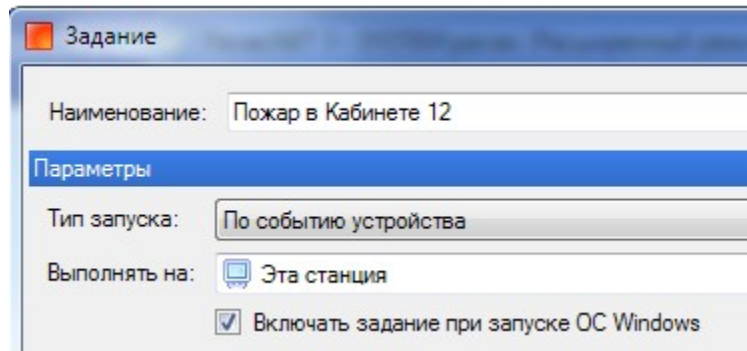 Задание
Наименование: Пожар в Кабинете 12
Параметры
Тип запуска: По событию устройства
Выполнять на: Эта станция
Включать задание при запуске ОС Windows